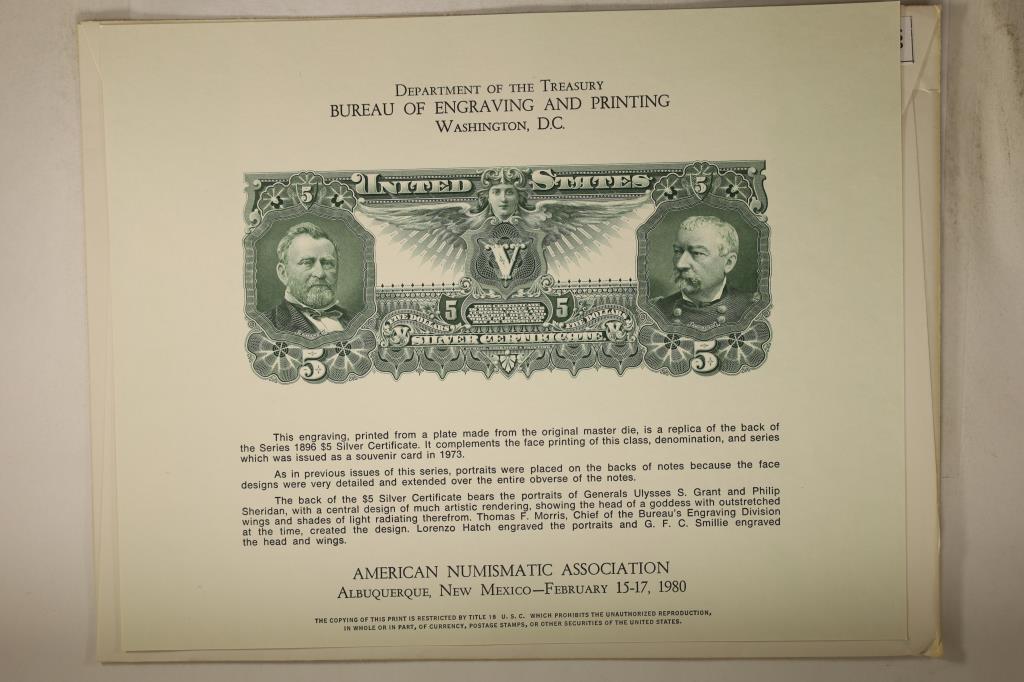 DEPARTMENT OF THE TREASURY
BUREAU OF ENGRAVING AND PRINTING
WASHINGTON, D.C.
5 UNITED STATES 5
V
5 5
FIVE DOLLARS FIVE DOLLARS
V SILVER CERTIFICATE V
5 5
This engraving, printed from a plate made from the original master die, is a replica of the back of
the Series 1896 $5 Silver Certificate. It complements the face printing of this class, denomination, and series
which was issued as a souvenir card in 1973.
As in previous issues of this series, portraits were placed on the backs of notes because the face
designs were very detailed and extended over the entire obverse of the notes.
The back of the $5 Silver Certificate bears the portraits of Generals Ulysses S. Grant and Philip
Sheridan, with a central design of much artistic rendering, showing the head of a goddess with outstretched
wings and shades of light radiating therefrom. Thomas F. Morris, Chief of the Bureau's Engraving Division
at the time, created the design. Lorenzo Hatch engraved the portraits and G. F. C. Smillie engraved
the head and wings.
AMERICAN NUMISMATIC ASSOCIATION
ALBUQUERQUE, NEW MEXICO—FEBRUARY 15-17, 1980
THE COPYING OF THIS PRINT IS RESTRICTED BY TITLE 18 U. S. C. WHICH PROHIBITS THE UNAUTHORIZED REPRODUCTION,
IN WHOLE OR IN PART, OF CURRENCY, POSTAGE STAMPS, OR OTHER SECURITIES OF THE UNITED STATES.